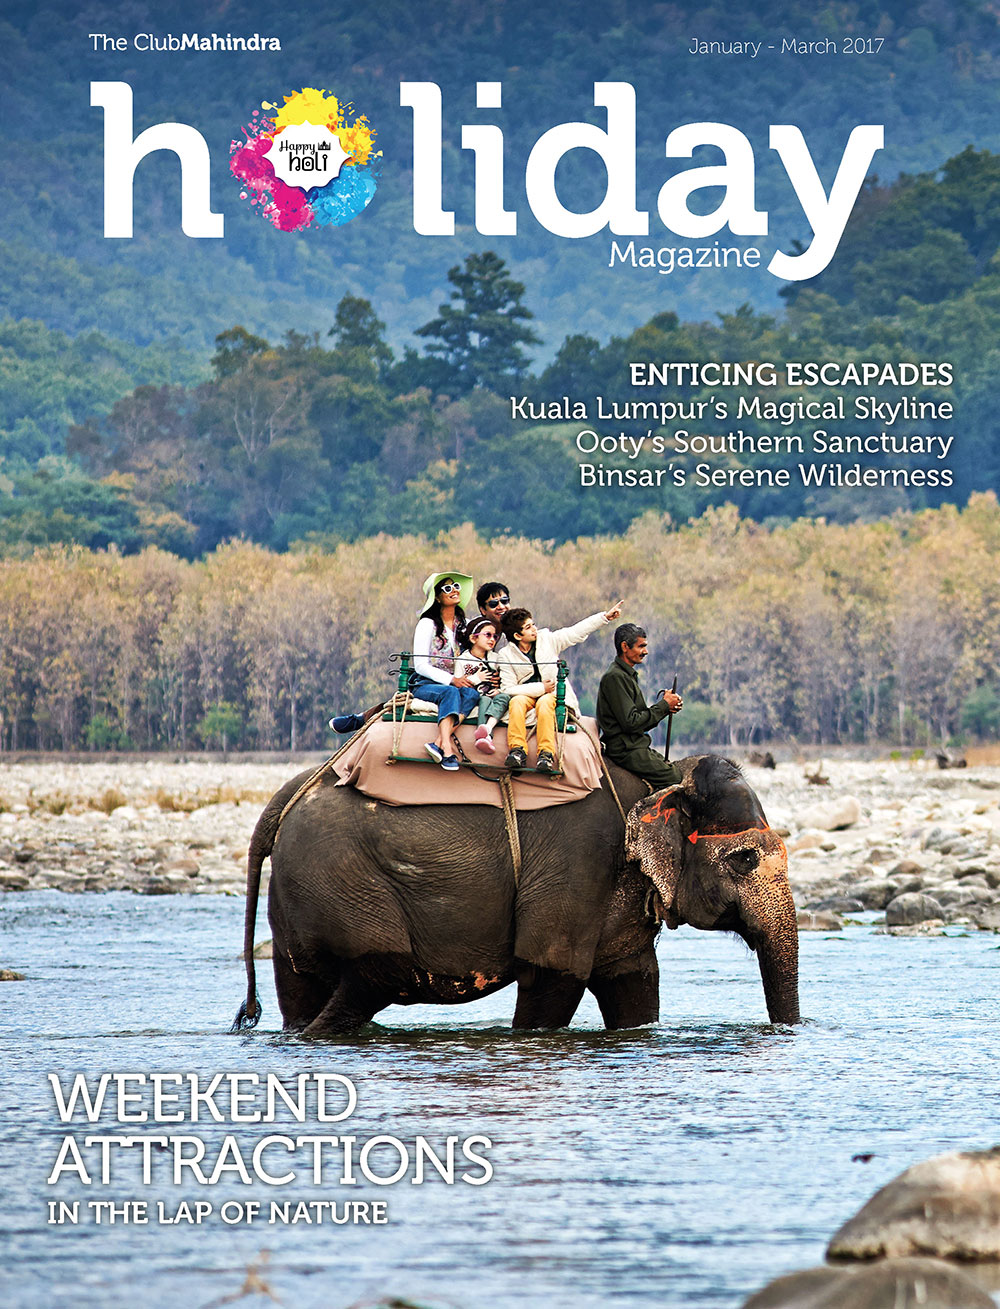 The ClubMahindra
January - March 2017
holiday
Happy
holi
Magazine
ENTICING ESCAPADES
Kuala Lumpur's Magical Skyline
Ooty's Southern Sanctuary
Binsar's Serene Wilderness
WEEKEND
ATTRACTIONS
IN THE LAP OF NATURE